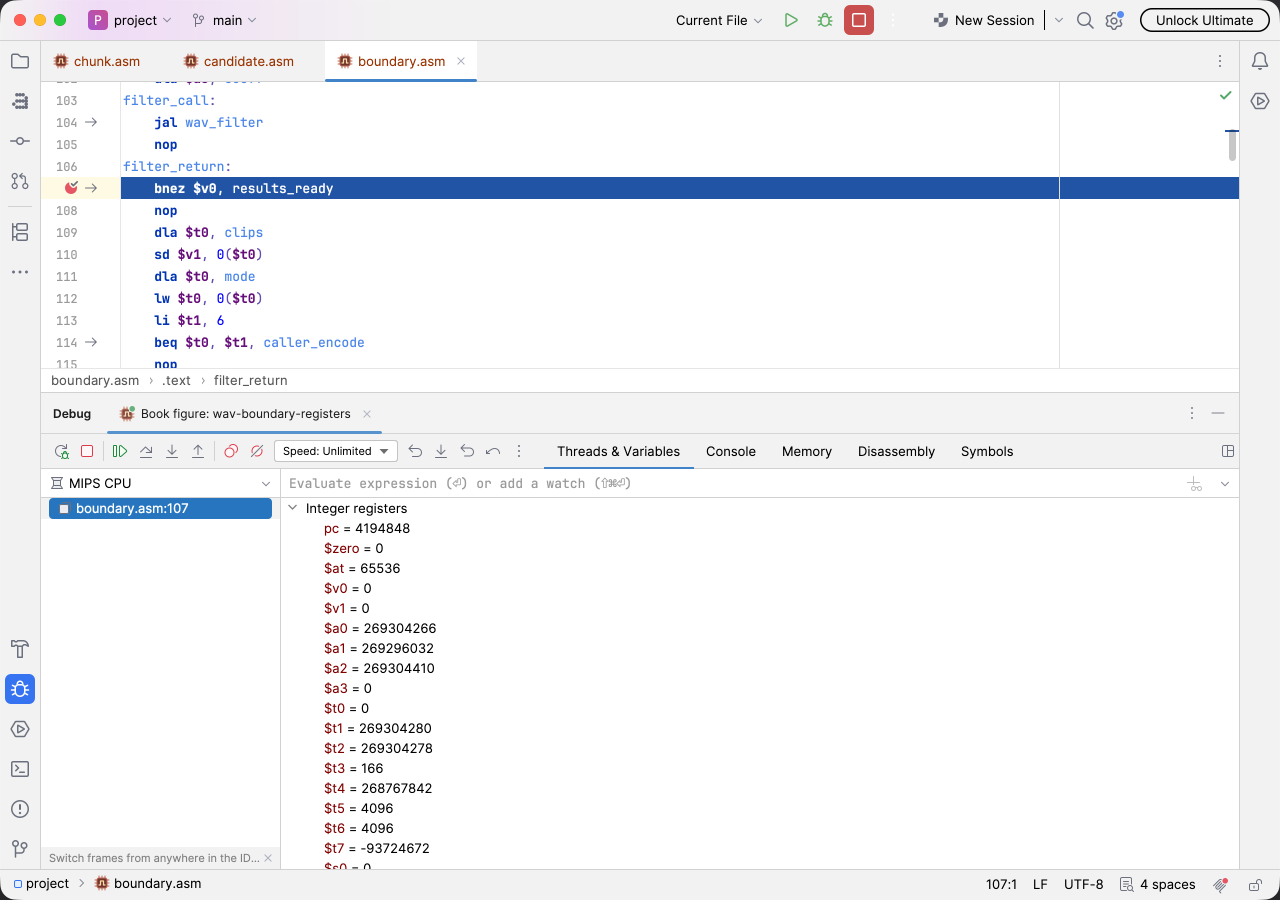 P project main Current File New Session Unlock Ultimate
chunk.asm candidate.asm boundary.asm
103 filter_call:
104 jal wav_filter
105 nop
106 filter_return:
bnez $v0, results_ready
108 nop
109 dla $t0, clips
110 sd $v1, 0($t0)
111 dla $t0, mode
112 lw $t0, 0($t0)
113 li $t1, 6
114 beq $t0, $t1, caller_encode
115 nop
boundary.asm › .text › filter_return
Debug Book figure: wav-boundary-registers
Speed: Unlimited Threads & Variables Console Memory Disassembly Symbols
MIPS CPU Evaluate expression (⏎) or add a watch (⇧⌘⏎)
boundary.asm:107
Integer registers
pc = 4194848
$zero = 0
$at = 65536
$v0 = 0
$v1 = 0
$a0 = 269304266
$a1 = 269296032
$a2 = 269304410
$a3 = 0
$t0 = 0
$t1 = 269304280
$t2 = 269304278
$t3 = 166
$t4 = 268767842
$t5 = 4096
$t6 = 4096
$t7 = -93724672
$s0 = 0
Switch frames from anywhere in the ID...
project › boundary.asm 107:1 LF UTF-8 4 spaces